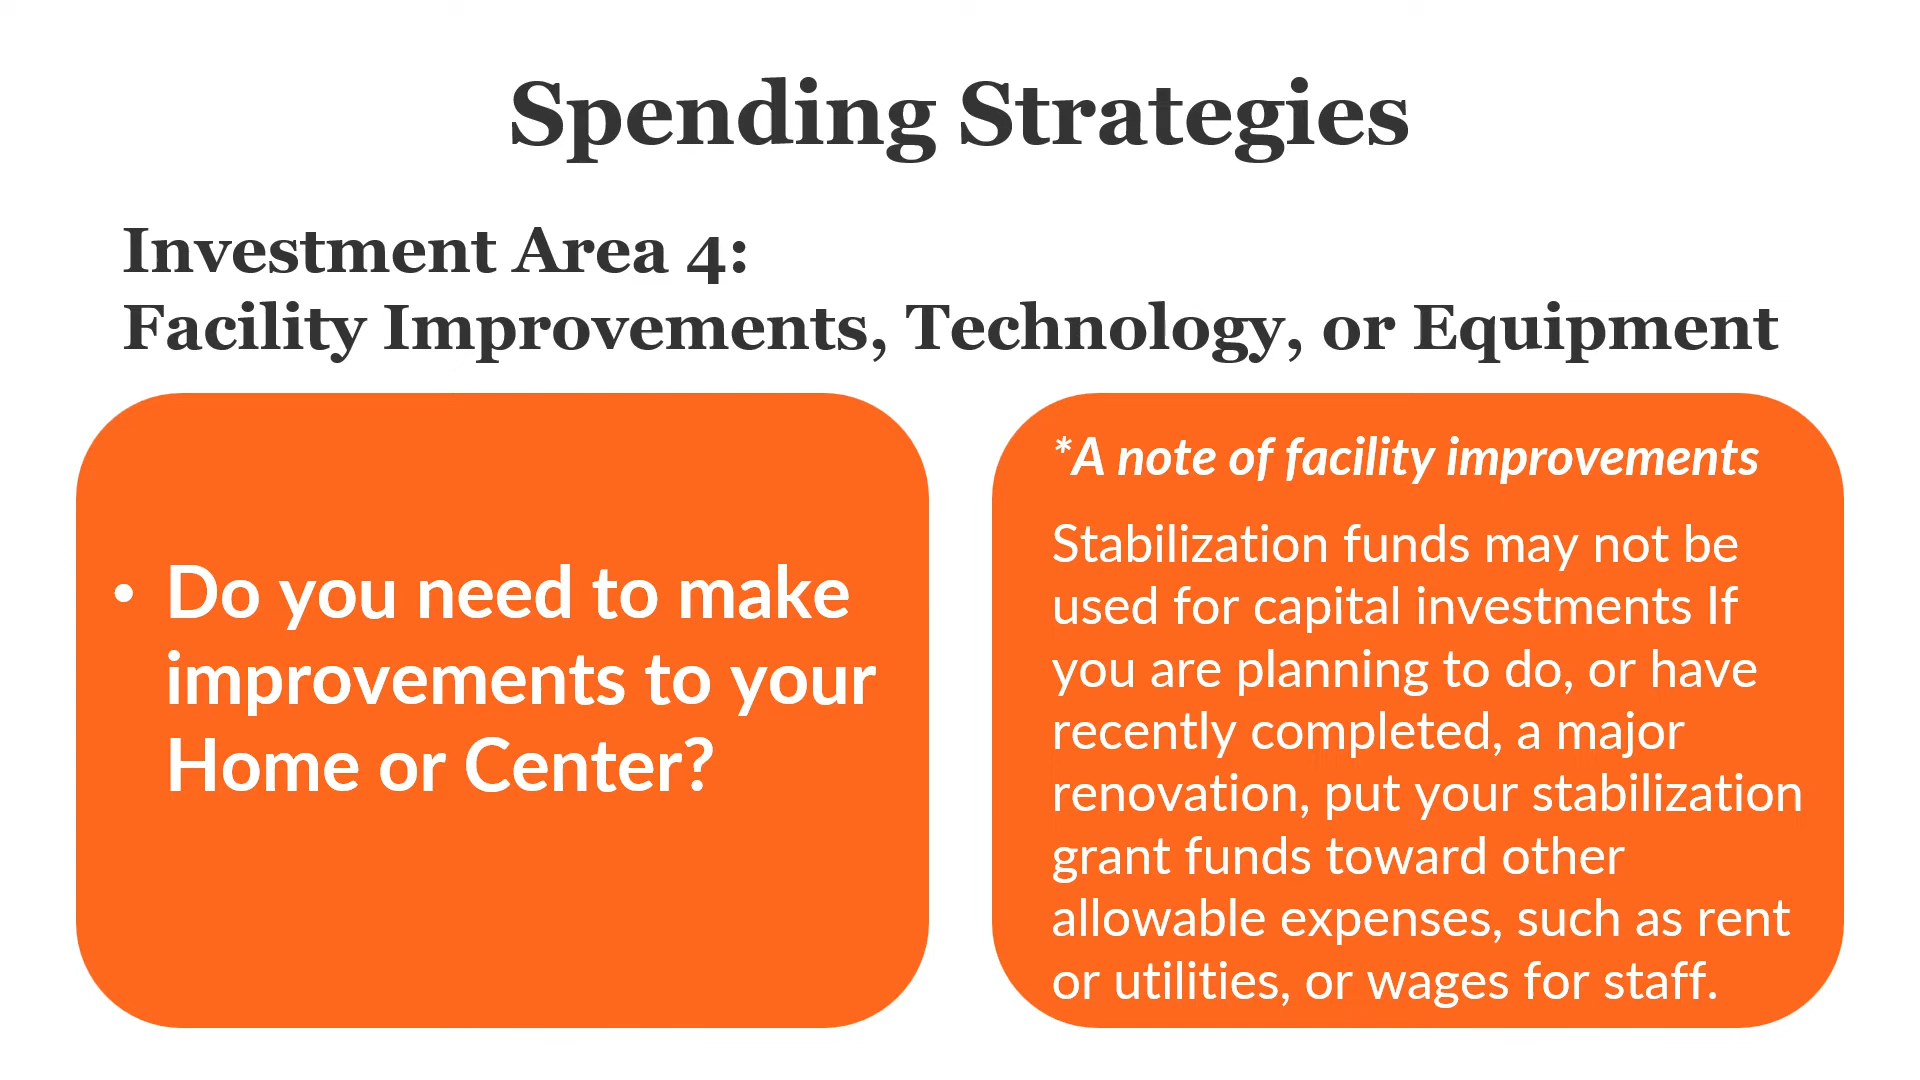 Spending Strategies
Investment Area 4:
Facility Improvements, Technology, or Equipment
• Do you need to make
improvements to your
Home or Center?
*A note of facility improvements
Stabilization funds may not be
used for capital investments If
you are planning to do, or have
recently completed, a major
renovation, put your stabilization
grant funds toward other
allowable expenses, such as rent
or utilities, or wages for staff.